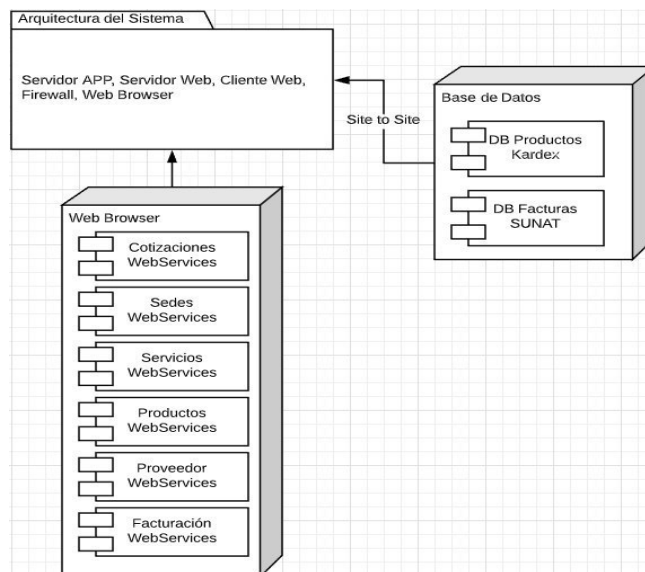 Arquitectura del Sistema
Servidor APP, Servidor Web, Cliente Web,
Firewall, Web Browser
Site to Site
Base de Datos
DB Productos
Kardex
DB Facturas
SUNAT
Web Browser
Cotizaciones
WebServices
Sedes
WebServices
Servicios
WebServices
Productos
WebServices
Proveedor
WebServices
Facturación
WebServices